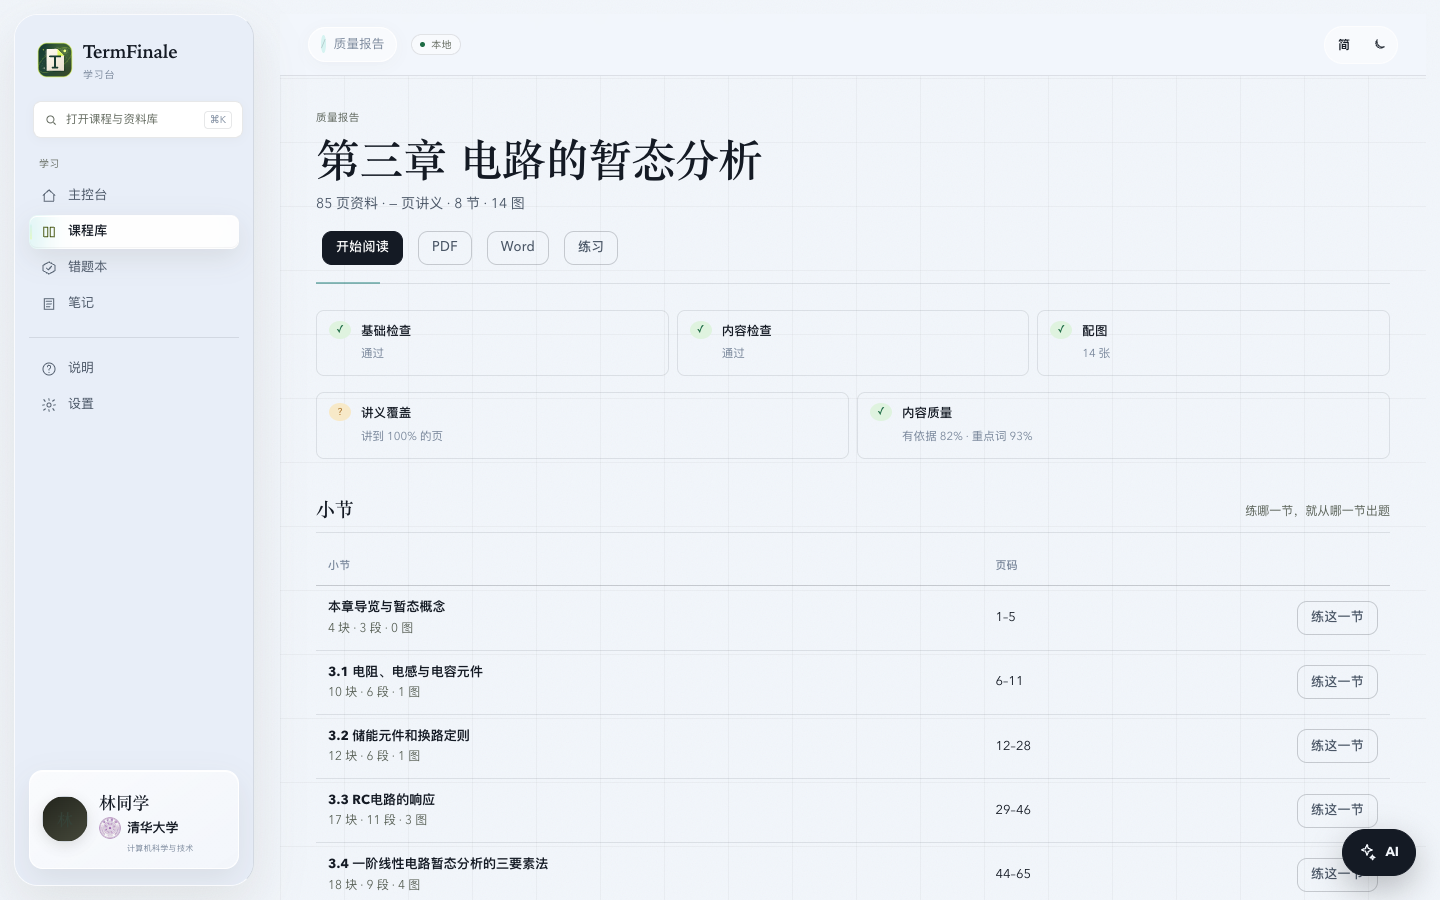 TermFinale
学习台
打开课程与资料库 ⌘K
学习
主控台
课程库
错题本
笔记
说明
设置
林同学
清华大学
计算机科学与技术
质量报告
本地
简
质量报告
第三章 电路的暂态分析
85 页资料 · – 页讲义 · 8 节 · 14 图
开始阅读 PDF Word 练习
基础检查
通过
内容检查
通过
配图
14 张
讲义覆盖
讲到 100% 的页
内容质量
有依据 82% · 重点词 93%
小节
练哪一节，就从哪一节出题
小节 页码
本章导览与暂态概念
4 块 · 3 段 · 0 图
1–5
练这一节
3.1 电阻、电感与电容元件
10 块 · 6 段 · 1 图
6–11
练这一节
3.2 储能元件和换路定则
12 块 · 6 段 · 1 图
12–28
练这一节
3.3 RC电路的响应
17 块 · 11 段 · 3 图
29–46
练这一节
3.4 一阶线性电路暂态分析的三要素法
18 块 · 9 段 · 4 图
44–65
练这一节
AI